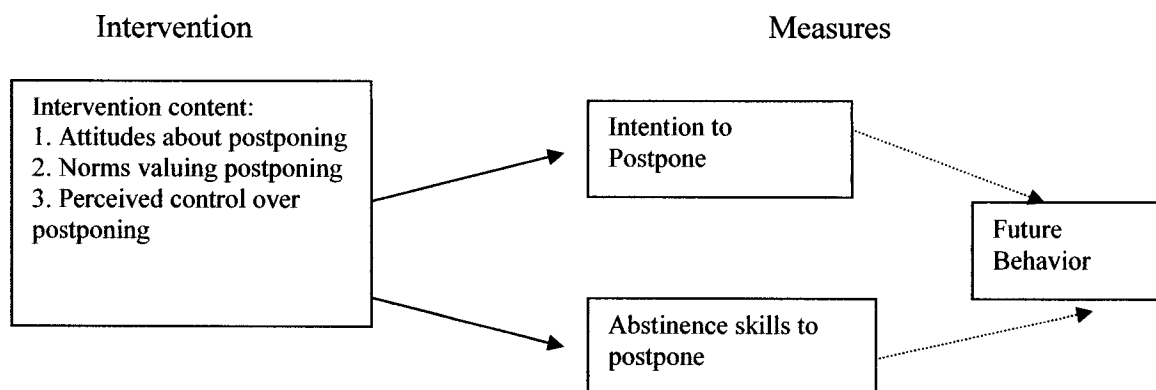 Intervention
Measures
Intervention content:
1. Attitudes about postponing
2. Norms valuing postponing
3. Perceived control over
postponing
Intention to
Postpone
Abstinence skills to
postpone
Future
Behavior